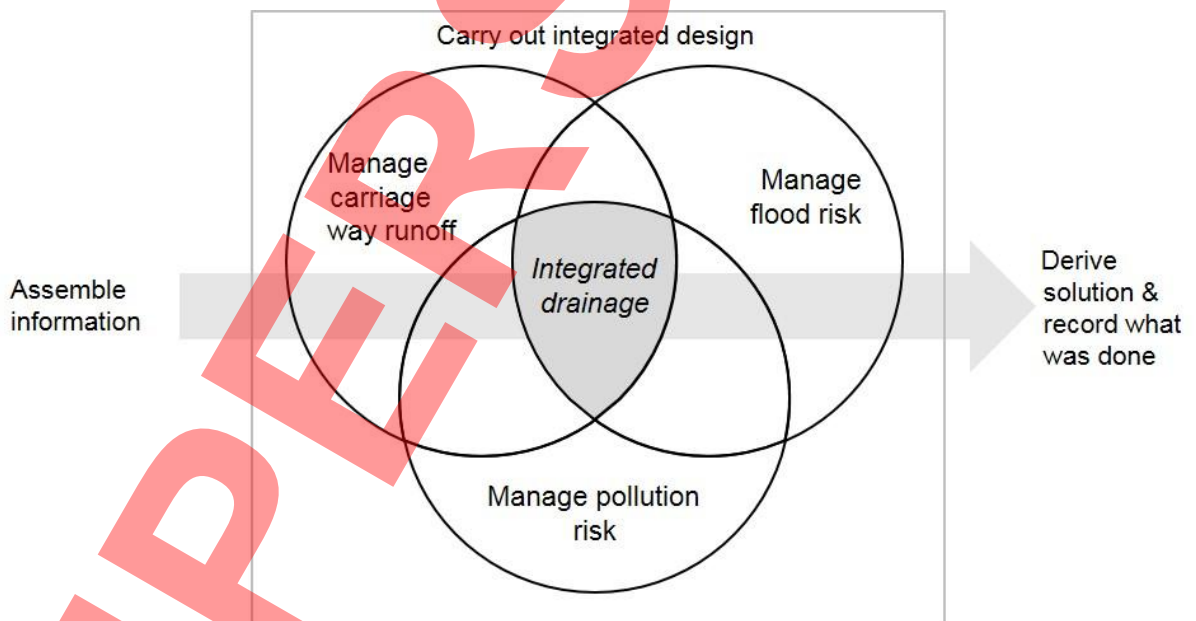 Carry out integrated design
Manage
carriage
way runoff
Manage
flood risk
Integrated
drainage
Assemble
information
Derive
solution &
record what
was done
Manage pollution
risk